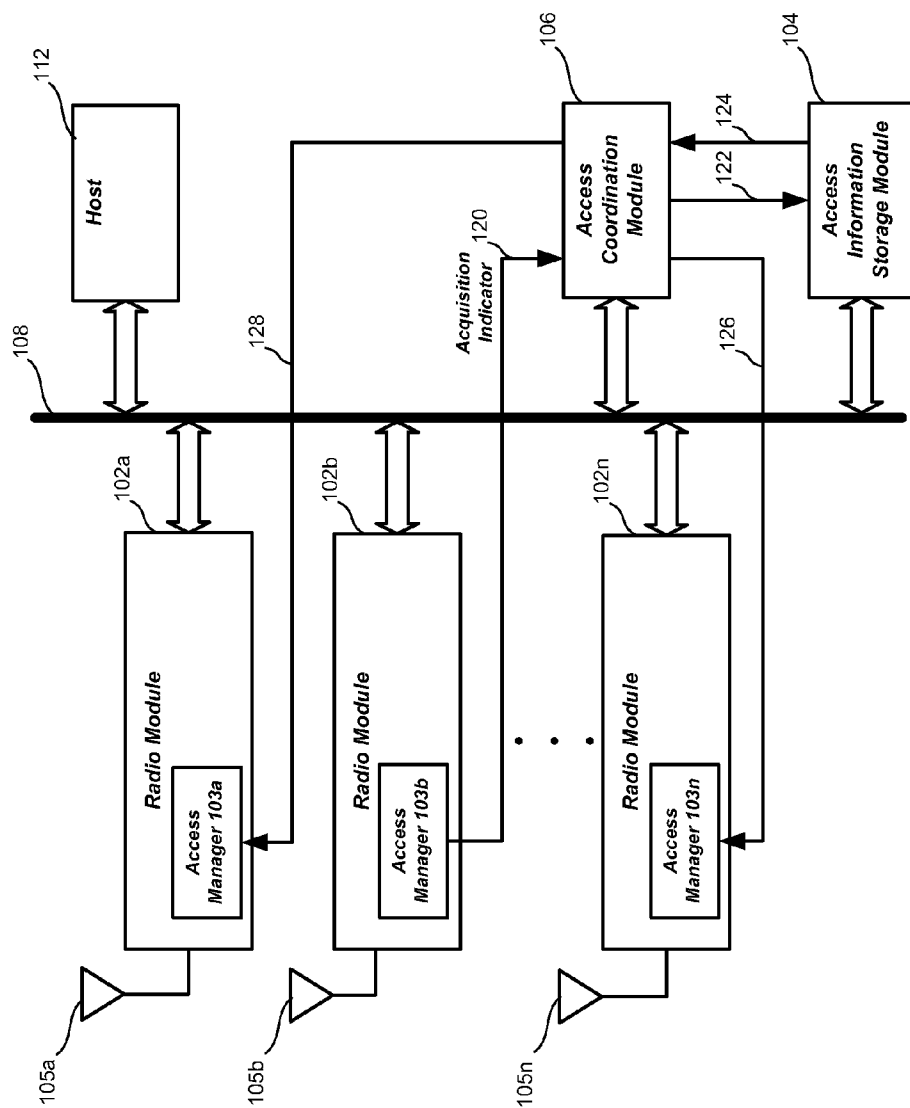 105a
Radio Module
Access
Manager 103a
102a
105b
Radio Module
Access
Manager 103b
102b
105n
Radio Module
Access
Manager 103n
102n
108
128
Acquisition
Indicator
120
126
112
Host
106
Access
Coordination
Module
122
124
104
Access
Information
Storage Module